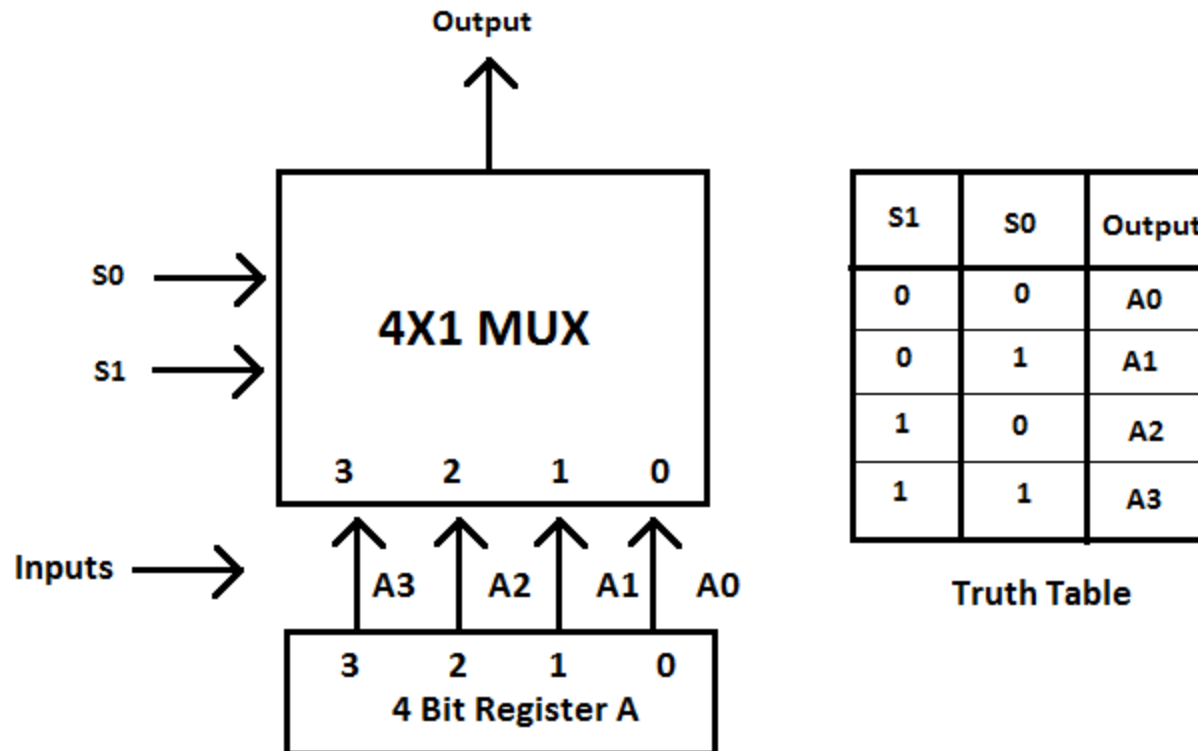 Output
S0
S1
4X1 MUX
3 2 1 0
Inputs
A3 A2 A1 A0
3 2 1 0
4 Bit Register A
S1 S0 Output
0 0 A0
0 1 A1
1 0 A2
1 1 A3
Truth Table